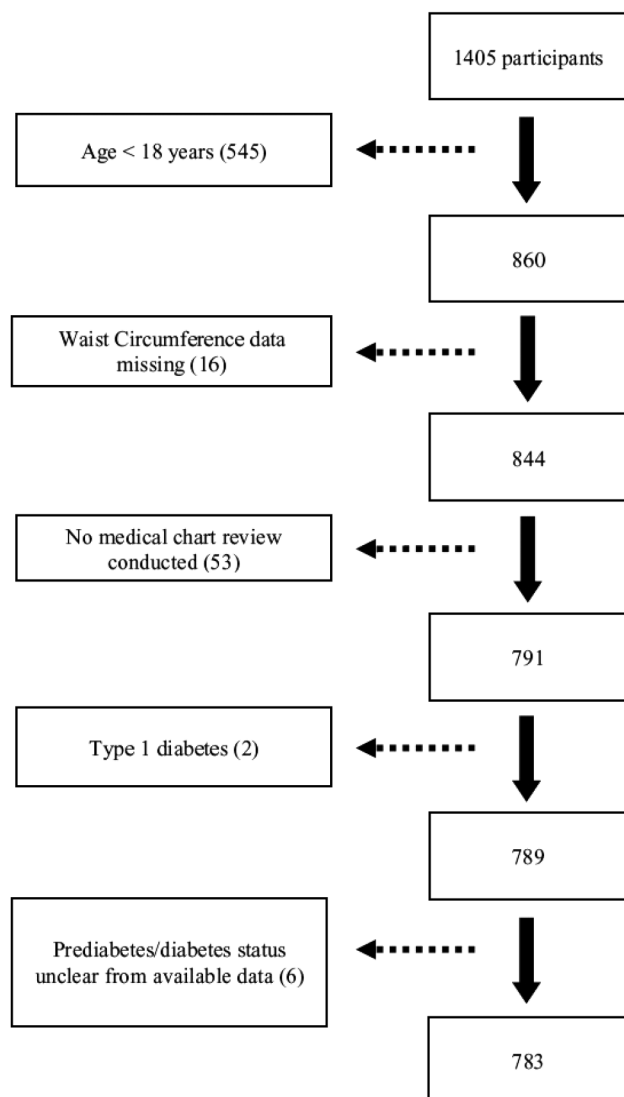 1405 participants
Age < 18 years (545)
860
Waist Circumference data
missing (16)
844
No medical chart review
conducted (53)
791
Type 1 diabetes (2)
789
Prediabetes/diabetes status
unclear from available data (6)
783